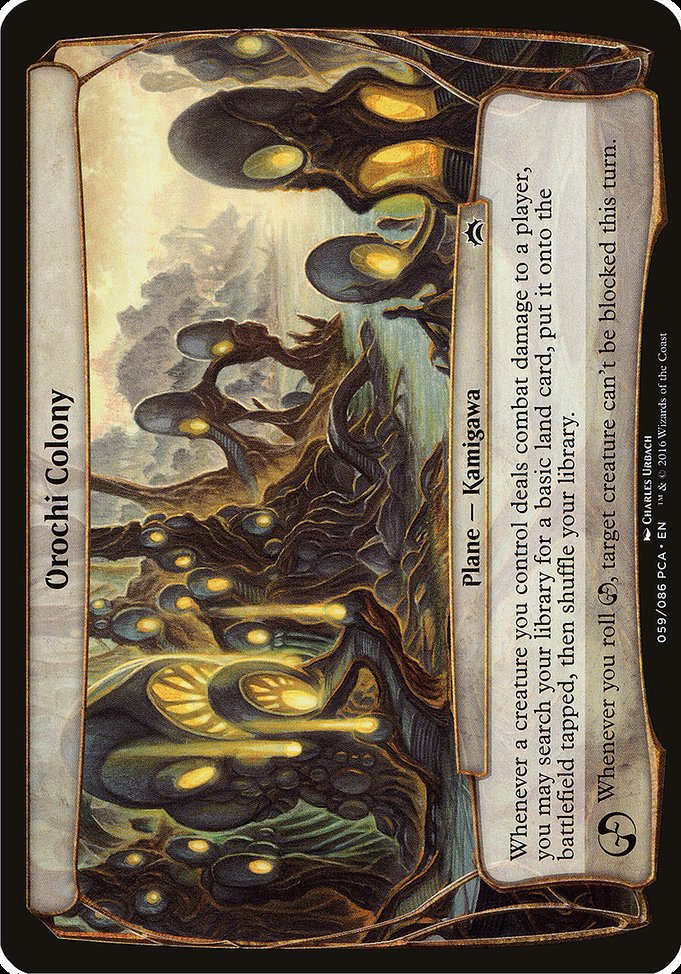 Orochi Colony
Plane — Kamigawa
Whenever a creature you control deals combat damage to a player,
you may search your library for a basic land card, put it onto the
battlefield tapped, then shuffle your library.
Whenever you roll , target creature can't be blocked this turn.
Charles Urbach
059/086 PCA • EN ™ & © 2016 Wizards of the Coast